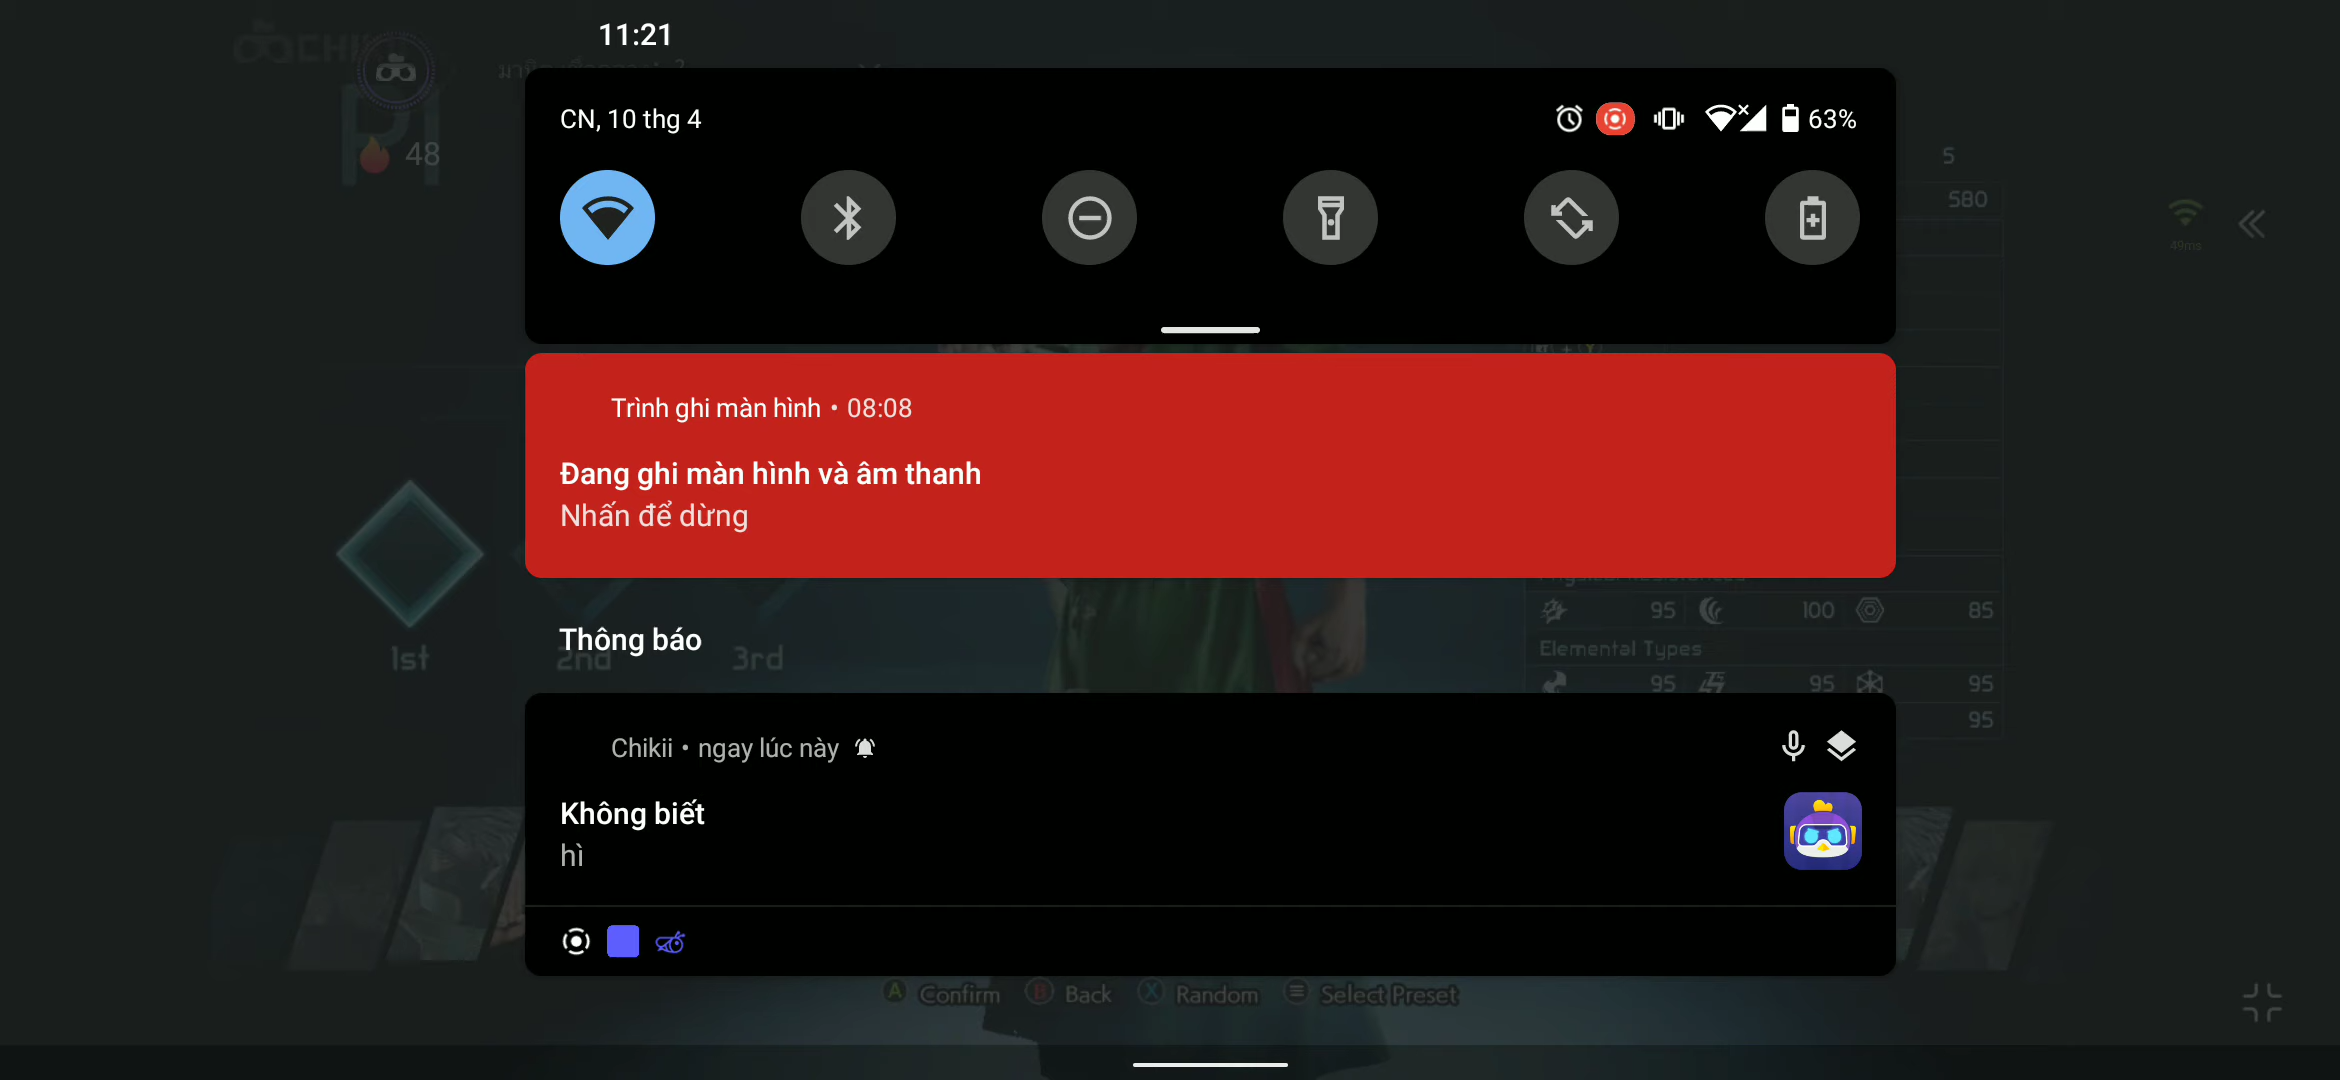 11:21
CN, 10 thg 4
63%
48
5
580
49ms
Trình ghi màn hình • 08:08
Đang ghi màn hình và âm thanh
Nhấn để dừng
Thông báo
1st
2nd
3rd
95 100 85
Elemental Types
95 95 95
95
Chikii • ngay lúc này
Không biết
hì
A Confirm B Back X Random Select Preset